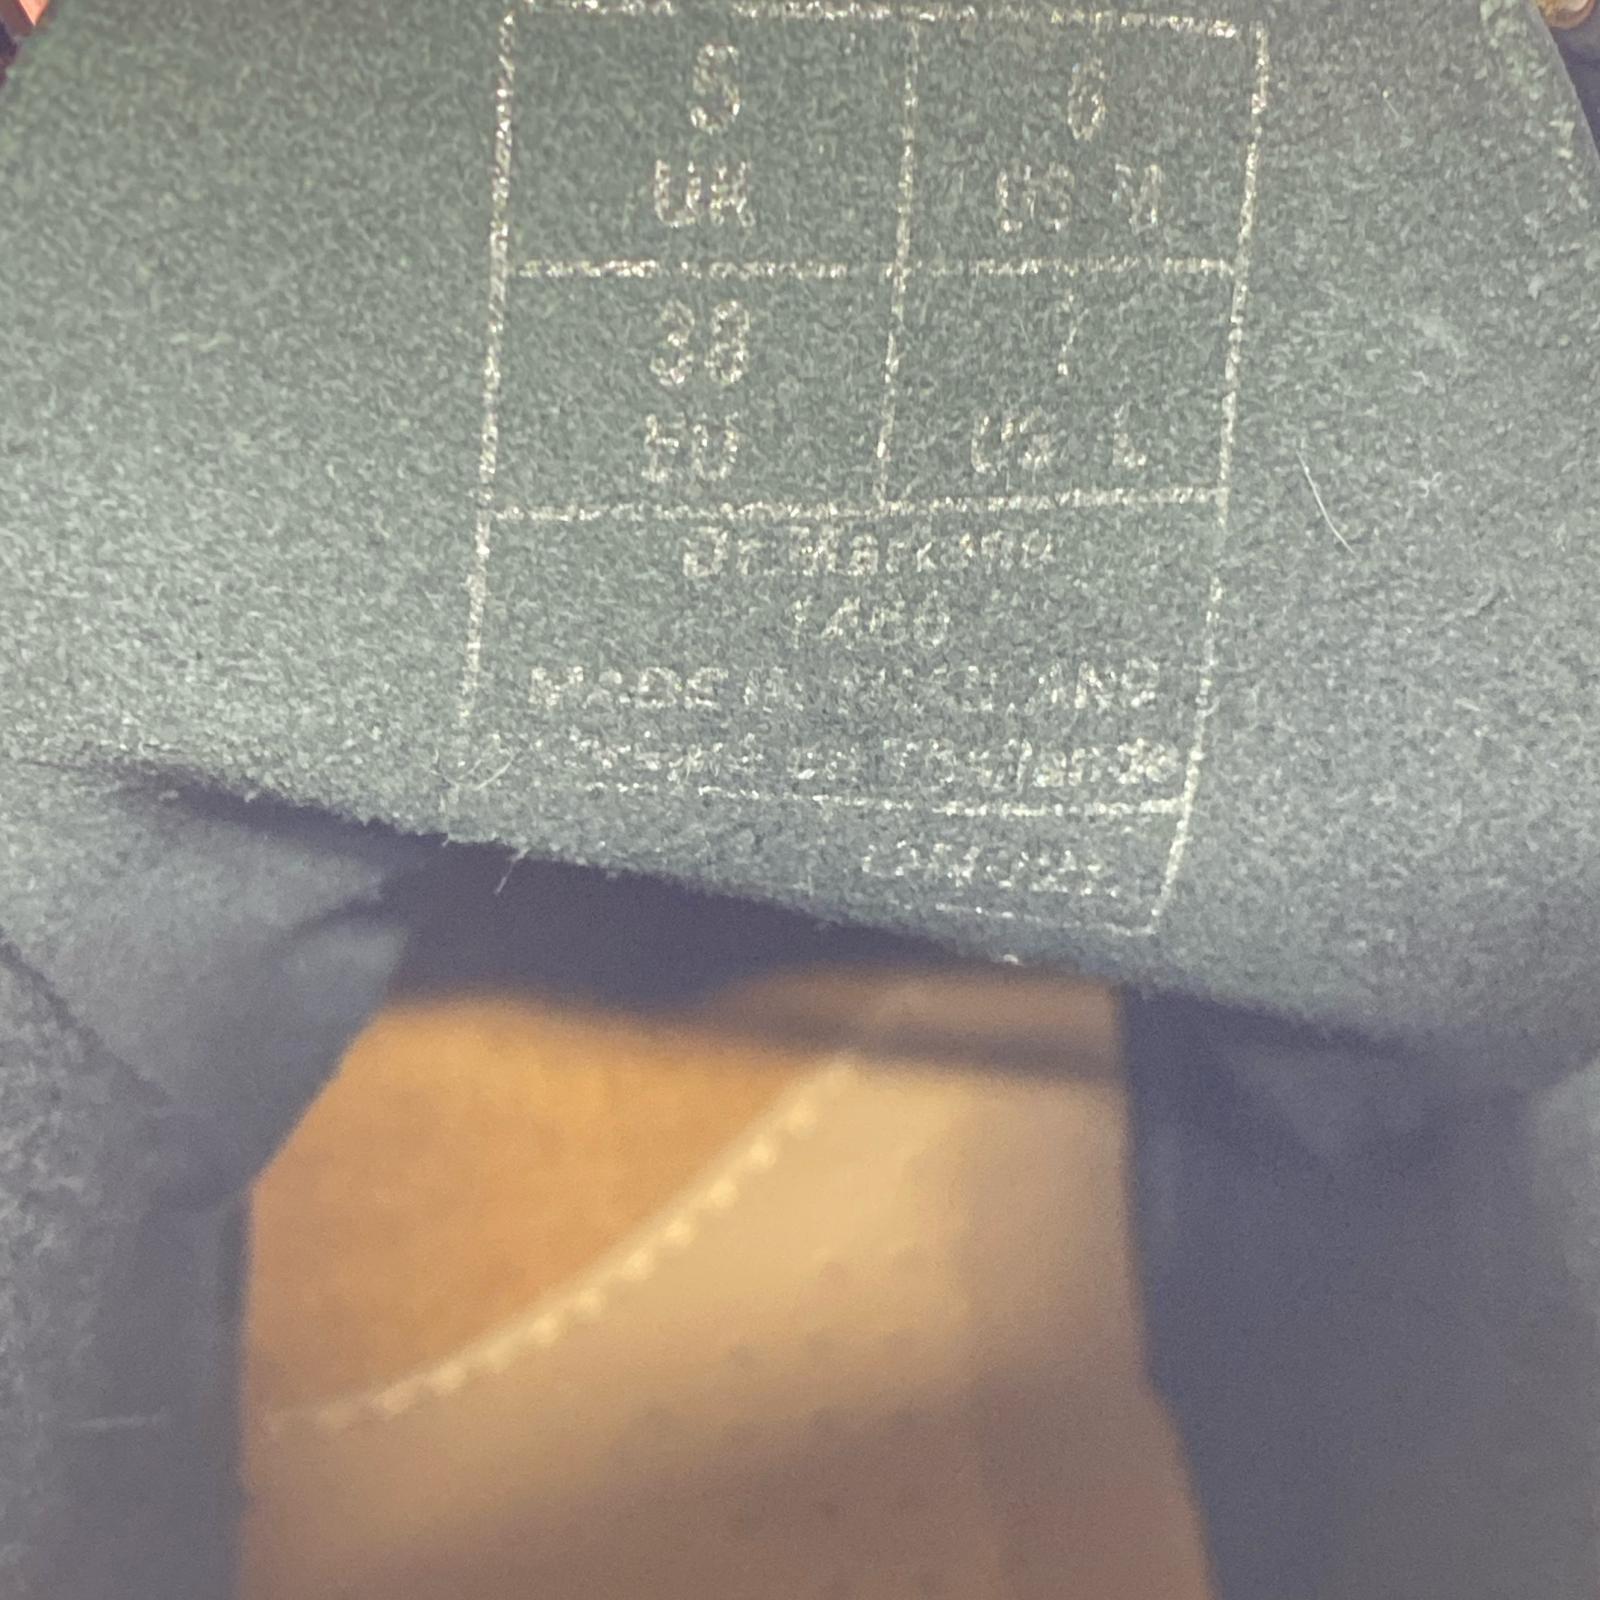 5 6
UK US M
38 7
EU US L
Dr. Martens
1460
MADE IN ENGLAND